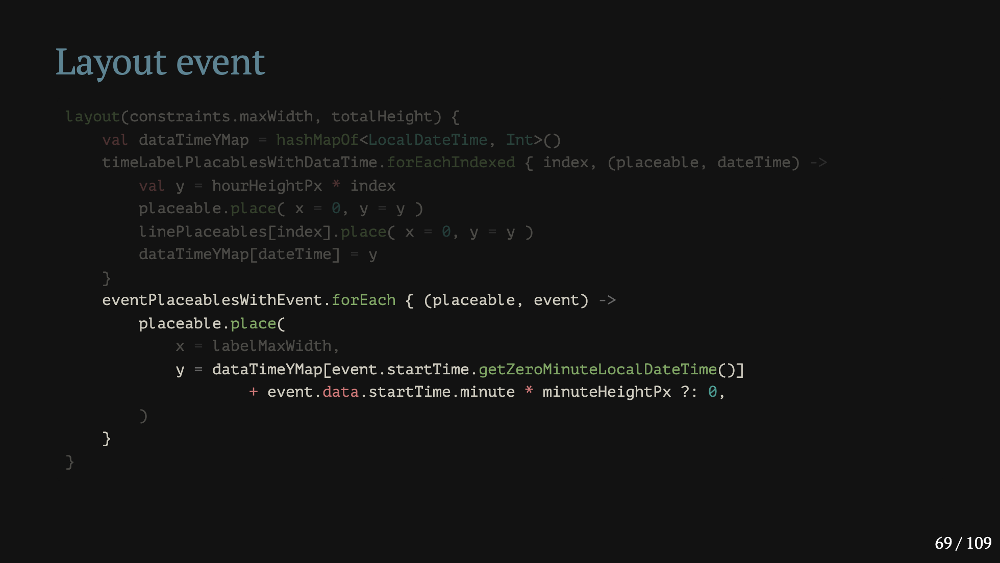 Layout event
layout(constraints.maxWidth, totalHeight) {
val dataTimeYMap = hashMapOf<LocalDateTime, Int>()
timeLabelPlacablesWithDataTime.forEachIndexed { index, (placeable, dateTime) ->
val y = hourHeightPx * index
placeable.place( x = 0, y = y )
linePlaceables[index].place( x = 0, y = y )
dataTimeYMap[dateTime] = y
}
eventPlaceablesWithEvent.forEach { (placeable, event) ->
placeable.place(
x = labelMaxWidth,
y = dataTimeYMap[event.startTime.getZeroMinuteLocalDateTime()]
+ event.data.startTime.minute * minuteHeightPx ?: 0,
)
}
}
69 / 109